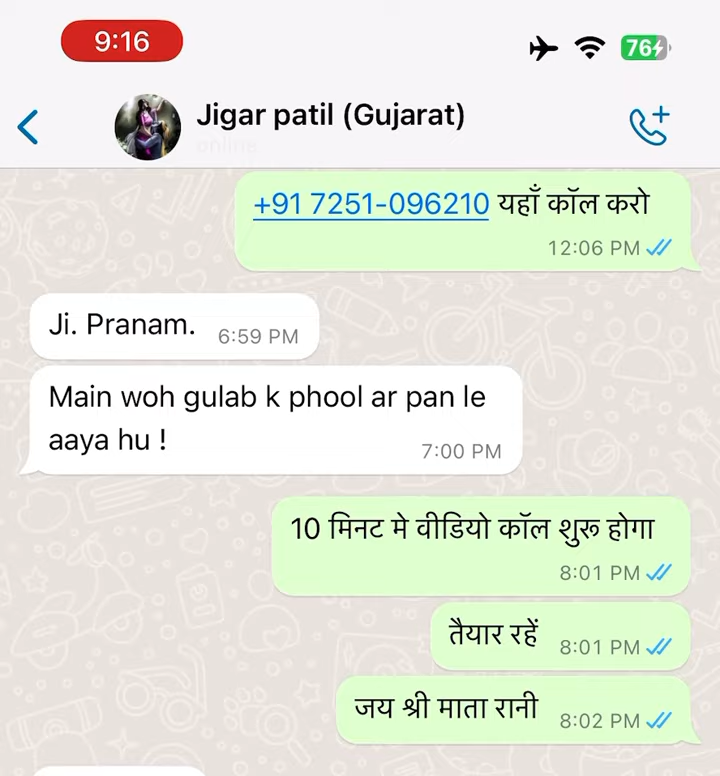 9:16
76
Jigar patil (Gujarat)
online
+91 7251-096210 यहाँ कॉल करो
12:06 PM
Ji. Pranam. 6:59 PM
Main woh gulab k phool ar pan le
aaya hu !
7:00 PM
10 मिनट मे वीडियो कॉल शुरू होगा
8:01 PM
तैयार रहें 8:01 PM
जय श्री माता रानी 8:02 PM